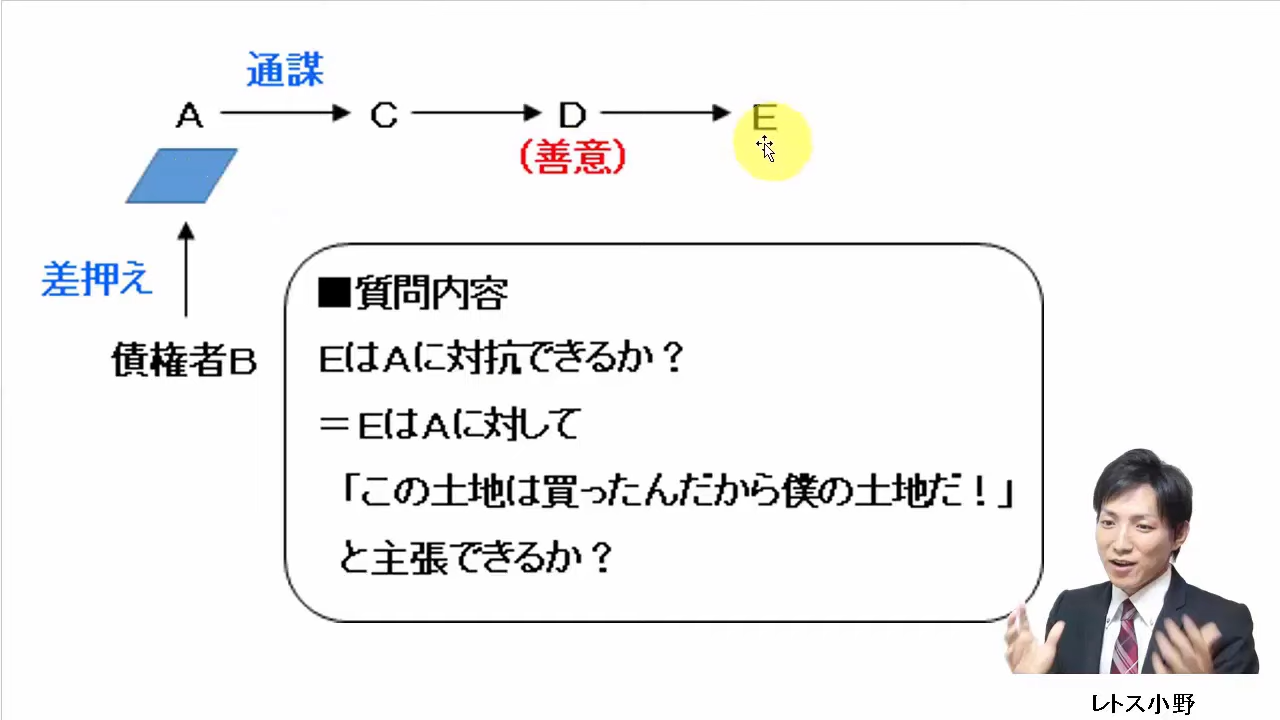 通謀
A C D E
(善意)
差押え
債権者B
■質問内容
EはAに対抗できるか？
＝EはAに対して
「この土地は買ったんだから僕の土地だ！」
と主張できるか？
レトス小野